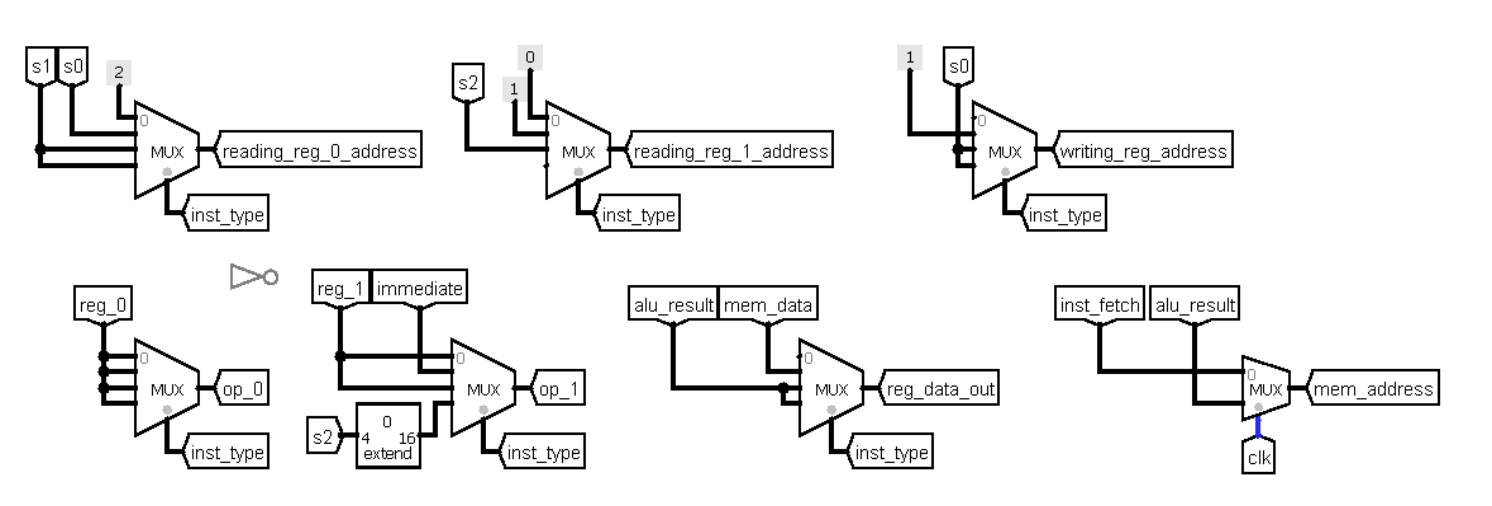 s1 s0 2 0 MUX reading_reg_0_address inst_type
s2 1 0 0 MUX reading_reg_1_address inst_type
1 s0 0 MUX writing_reg_address inst_type
reg_0 0 MUX op_0 inst_type
reg_1 immediate 0 MUX op_1 s2 0 4 16 extend inst_type
alu_result mem_data 0 MUX reg_data_out inst_type
inst_fetch alu_result 0 MUX mem_address clk